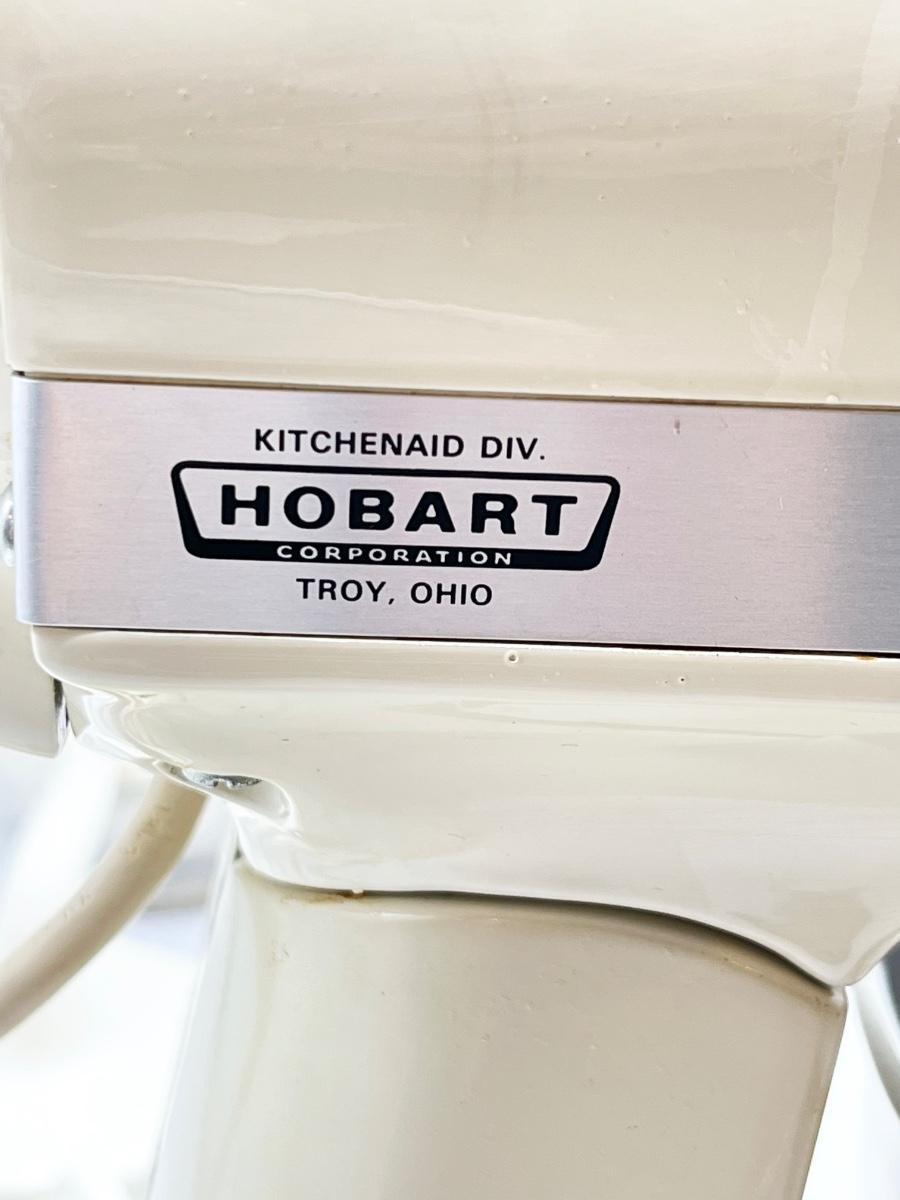 KITCHENAID DIV.
HOBART
CORPORATION
TROY, OHIO